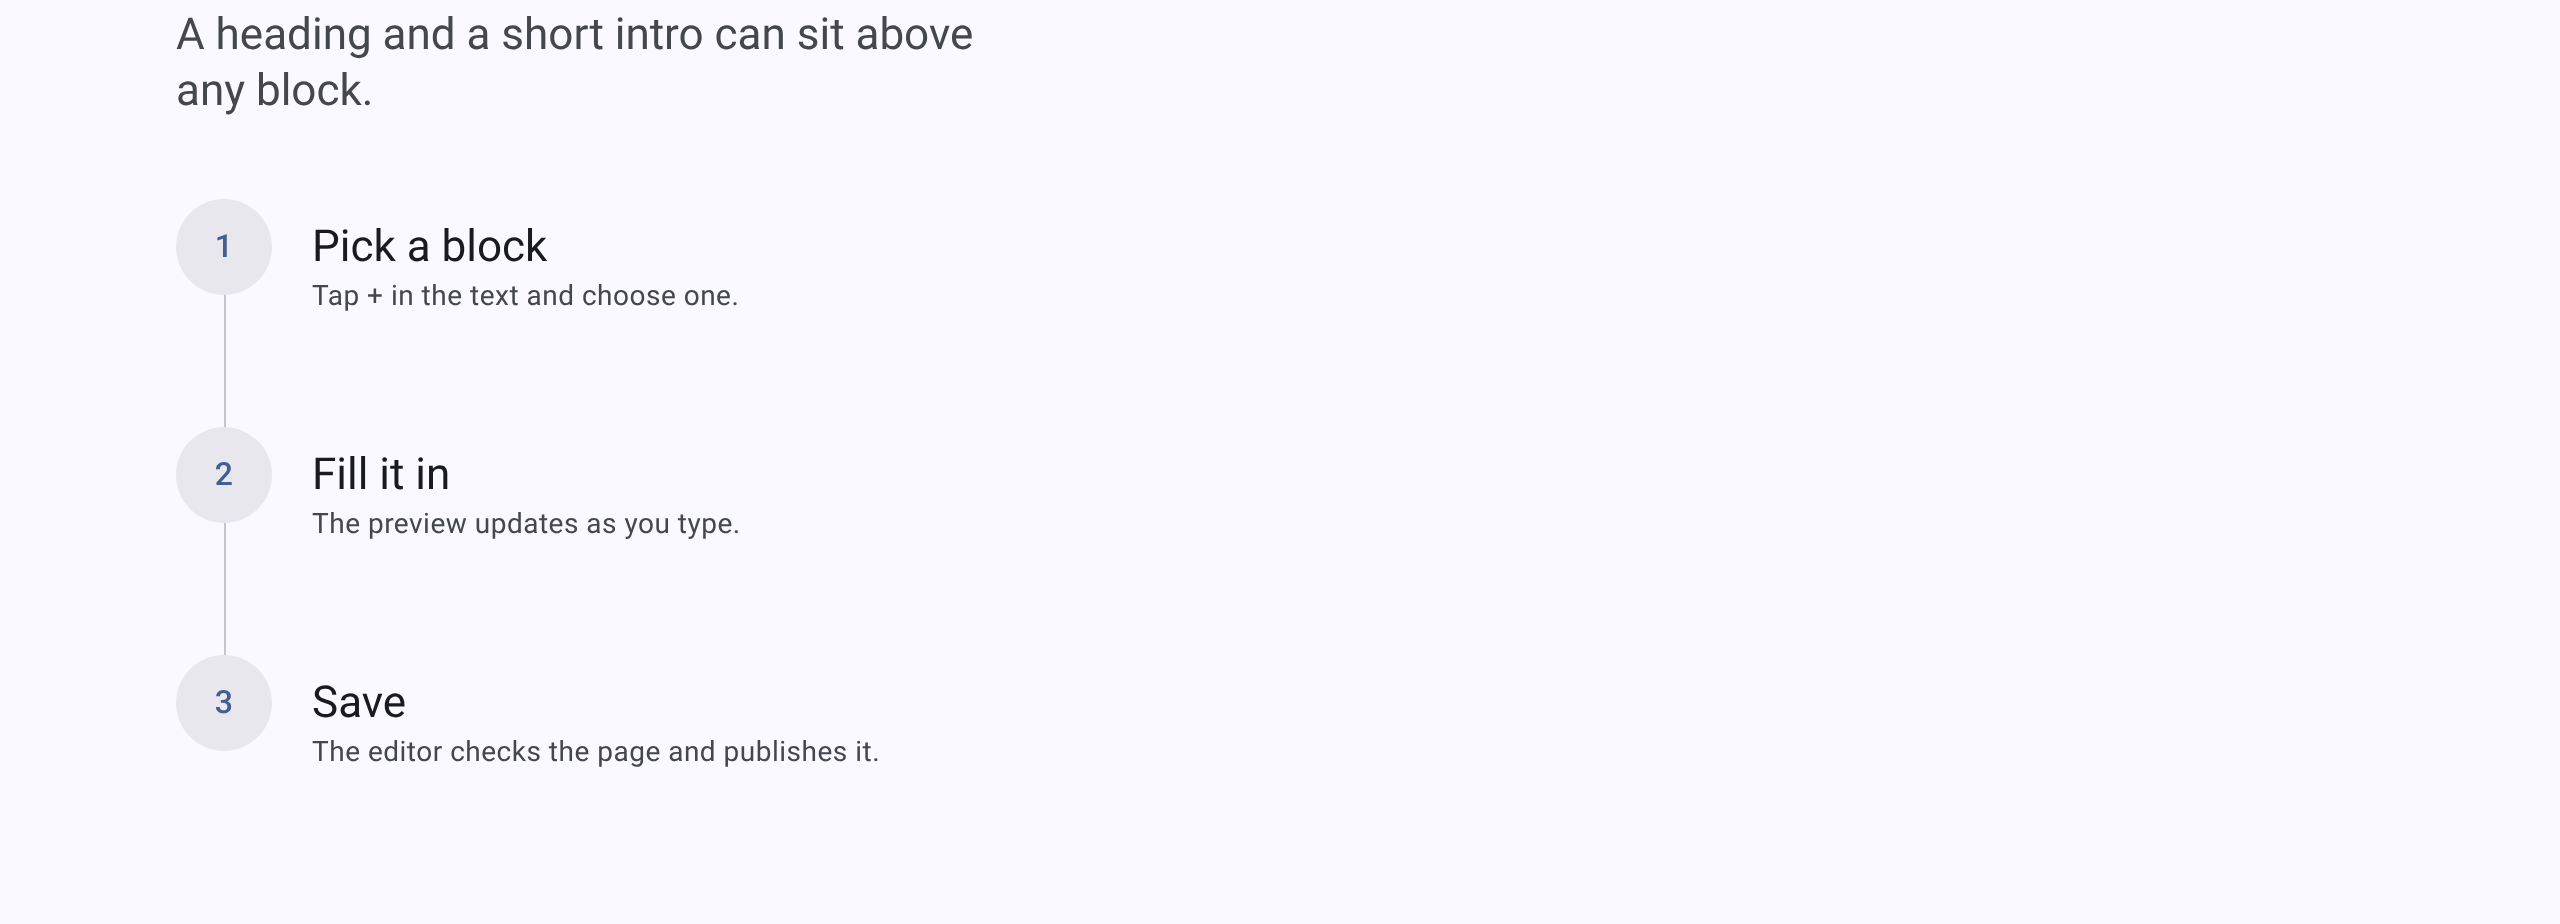 A heading and a short intro can sit above
any block.
1
Pick a block
Tap + in the text and choose one.
2
Fill it in
The preview updates as you type.
3
Save
The editor checks the page and publishes it.